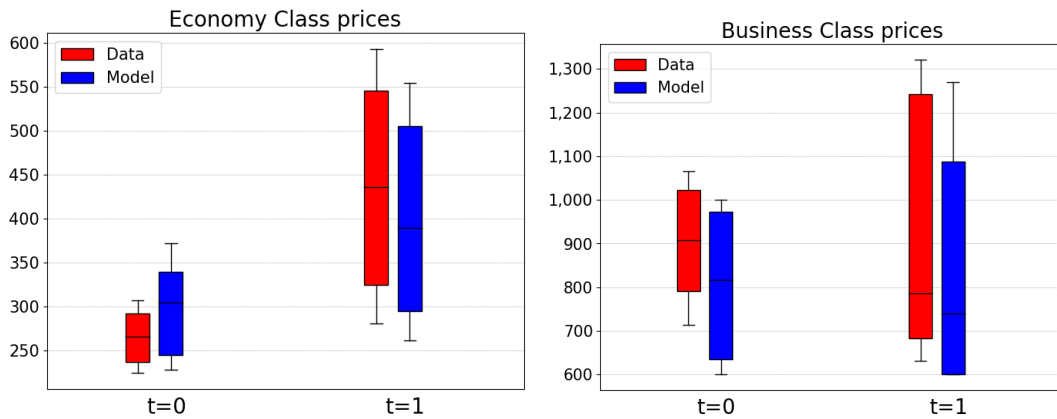 Economy Class prices
600
550
500
450
400
350
300
250
Data
Model
t=0
t=1
Business Class prices
1,300
1,200
1,100
1,000
900
800
700
600
Data
Model
t=0
t=1